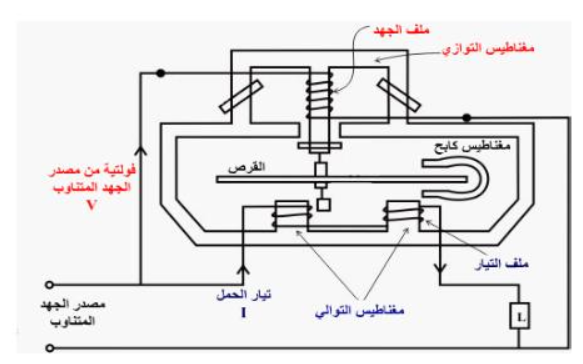 ملف الجهد
مغناطيس التوازي
مغناطيس كابح
القرص
فولتية من مصدر
الجهد المتناوب
V
ملف التيار
تيار الحمل
I
مغناطيس التوالي
مصدر الجهد
المتناوب
L